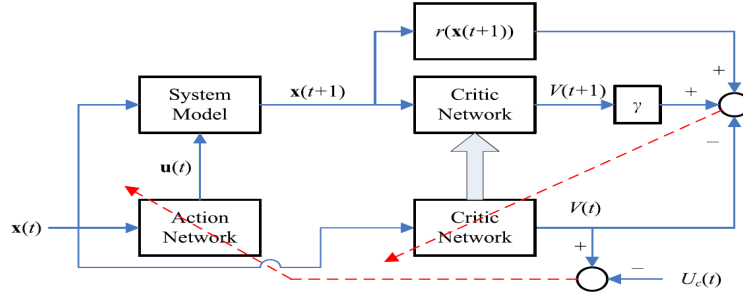 r(x(t+1))
+
System
Model
x(t+1)
Critic
Network
V(t+1)
γ
+
−
u(t)
x(t)
Action
Network
Critic
Network
V(t)
+
−
U_c(t)